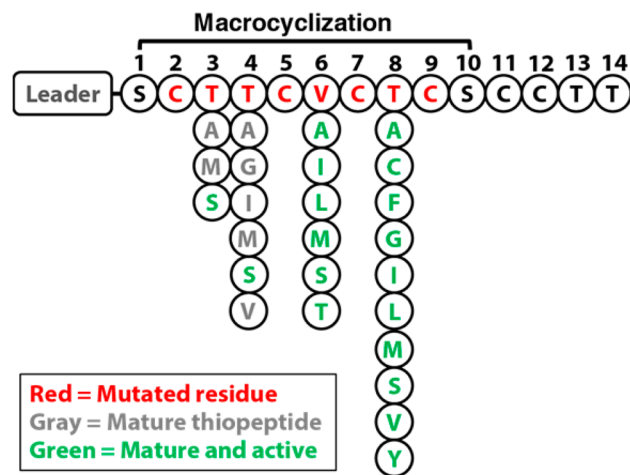 Macrocyclization
1 2 3 4 5 6 7 8 9 10 11 12 13 14
Leader S C T T C V C T C S C C T T
A A A A
M G I C
S I L F
M M G
S S I
V T L
M
S
V
Y
Red = Mutated residue
Gray = Mature thiopeptide
Green = Mature and active